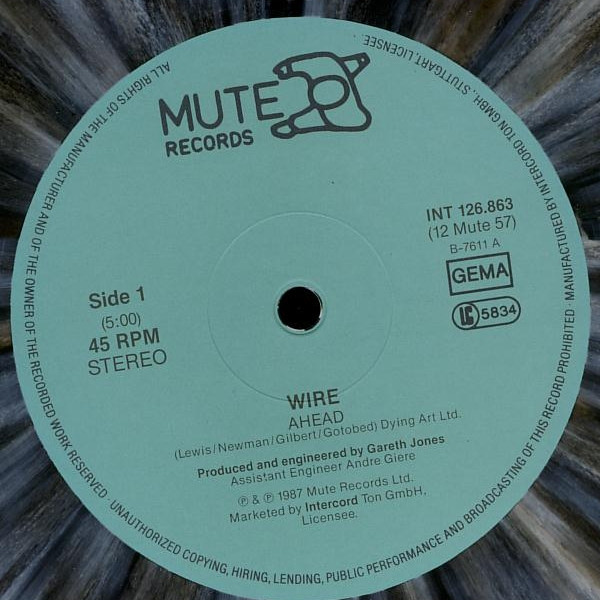 MUTE
RECORDS
INT 126.863
(12 Mute 57)
B-7611 A
GEMA
LC 5834
Side 1
(5:00)
45 RPM
STEREO
WIRE
AHEAD
(Lewis/Newman/Gilbert/Gotobed) Dying Art Ltd.
Produced and engineered by Gareth Jones
Assistant Engineer Andre Giere
℗ & © 1987 Mute Records Ltd.
Marketed by Intercord Ton GmbH,
Licensee.
ALL RIGHTS OF THE MANUFACTURER AND OF THE OWNER OF THE RECORDED WORK RESERVED · UNAUTHORIZED COPYING, HIRING, LENDING, PUBLIC PERFORMANCE AND BROADCASTING OF THIS RECORD PROHIBITED · MANUFACTURED BY INTERCORD TON GMBH, STUTTGART, LICENSEE.